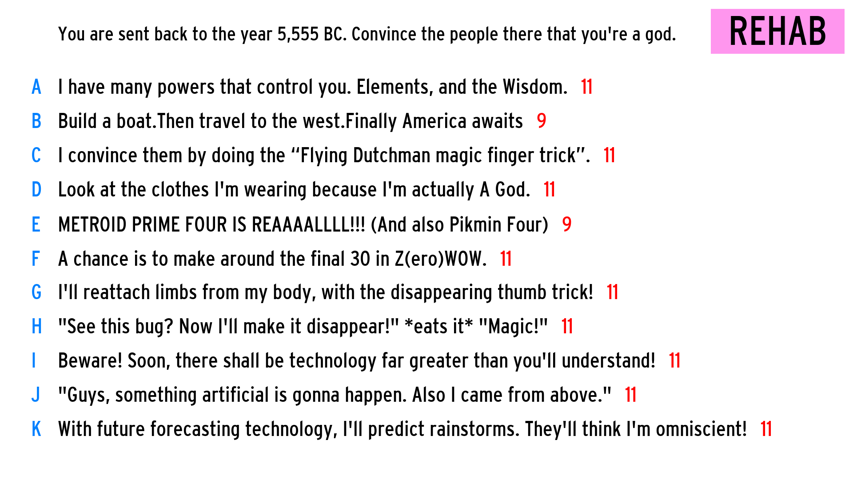 You are sent back to the year 5,555 BC. Convince the people there that you're a god.
REHAB
A I have many powers that control you. Elements, and the Wisdom. 11
B Build a boat.Then travel to the west.Finally America awaits 9
C I convince them by doing the “Flying Dutchman magic finger trick”. 11
D Look at the clothes I'm wearing because I'm actually A God. 11
E METROID PRIME FOUR IS REAAAALLLL!!! (And also Pikmin Four) 9
F A chance is to make around the final 30 in Z(ero)WOW. 11
G I'll reattach limbs from my body, with the disappearing thumb trick! 11
H "See this bug? Now I'll make it disappear!" *eats it* "Magic!" 11
I Beware! Soon, there shall be technology far greater than you'll understand! 11
J "Guys, something artificial is gonna happen. Also I came from above." 11
K With future forecasting technology, I'll predict rainstorms. They'll think I'm omniscient! 11